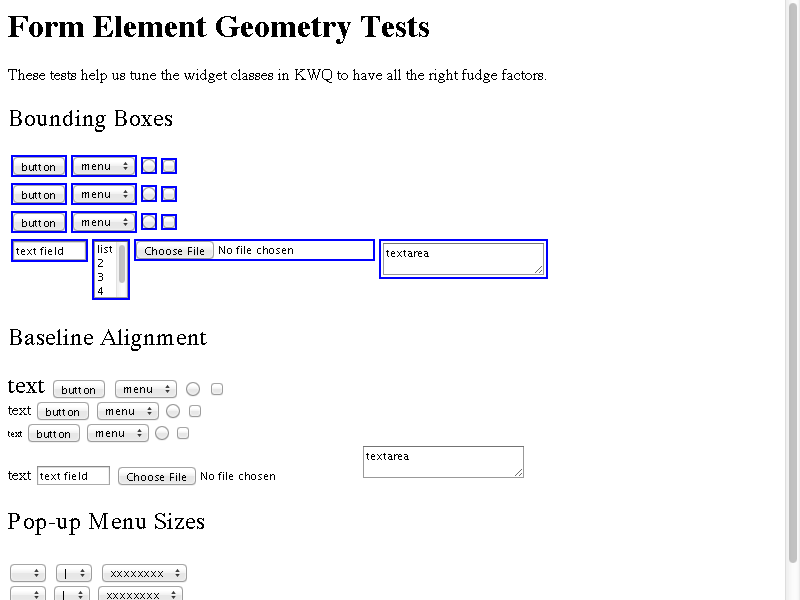 Form Element Geometry Tests
These tests help us tune the widget classes in KWQ to have all the right fudge factors.
Bounding Boxes
button menu
button menu
button menu
text field list Choose File No file chosen textarea
2
3
4
Baseline Alignment
text button menu
text button menu
text button menu
textarea
text text field Choose File No file chosen
Pop-up Menu Sizes
| xxxxxxxx
| xxxxxxxx